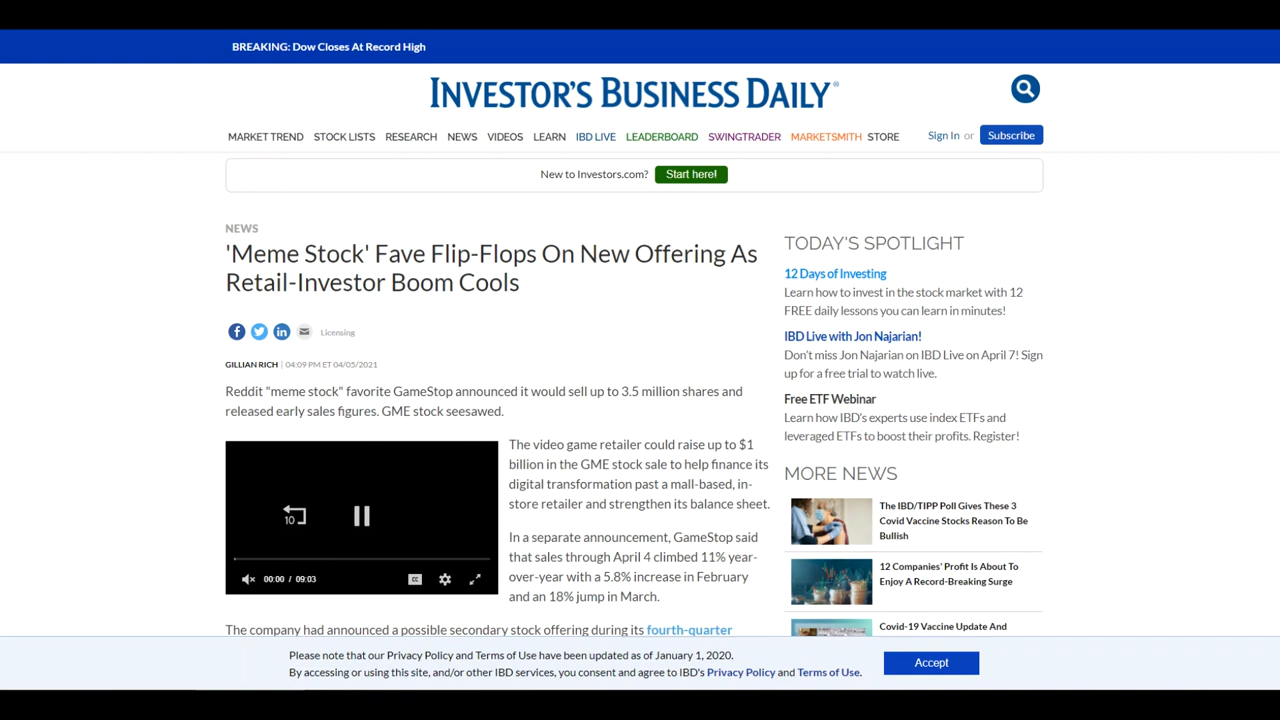 BREAKING: Dow Closes At Record High
INVESTOR'S BUSINESS DAILY®
MARKET TREND STOCK LISTS RESEARCH NEWS VIDEOS LEARN IBD LIVE LEADERBOARD SWINGTRADER MARKETSMITH STORE Sign In or Subscribe
New to Investors.com? Start here!
NEWS
'Meme Stock' Fave Flip-Flops On New Offering As
Retail-Investor Boom Cools
Licensing
GILLIAN RICH | 04:09 PM ET 04/05/2021
Reddit "meme stock" favorite GameStop announced it would sell up to 3.5 million shares and
released early sales figures. GME stock seesawed.
10
00:00 / 09:03
CC
The video game retailer could raise up to $1
billion in the GME stock sale to help finance its
digital transformation past a mall-based, in-
store retailer and strengthen its balance sheet.
In a separate announcement, GameStop said
that sales through April 4 climbed 11% year-
over-year with a 5.8% increase in February
and an 18% jump in March.
The company had announced a possible secondary stock offering during its fourth-quarter
TODAY'S SPOTLIGHT
12 Days of Investing
Learn how to invest in the stock market with 12
FREE daily lessons you can learn in minutes!
IBD Live with Jon Najarian!
Don't miss Jon Najarian on IBD Live on April 7! Sign
up for a free trial to watch live.
Free ETF Webinar
Learn how IBD's experts use index ETFs and
leveraged ETFs to boost their profits. Register!
MORE NEWS
The IBD/TIPP Poll Gives These 3
Covid Vaccine Stocks Reason To Be
Bullish
12 Companies' Profit Is About To
Enjoy A Record-Breaking Surge
Covid-19 Vaccine Update And
Please note that our Privacy Policy and Terms of Use have been updated as of January 1, 2020.
By accessing or using this site, and/or other IBD services, you consent and agree to IBD's Privacy Policy and Terms of Use.
Accept